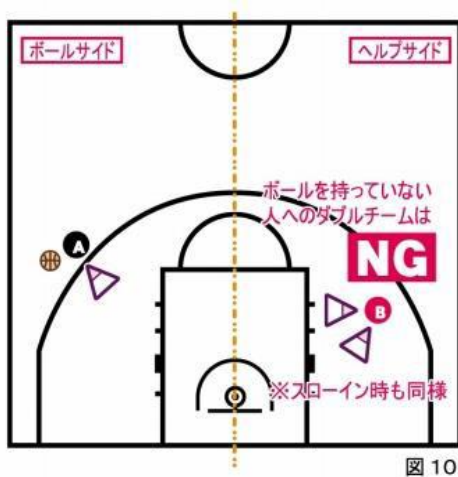 ボールサイド
ヘルプサイド
ボールを持っていない
人へのダブルチームは
NG
A
B
※スローイン時も同様
図 10